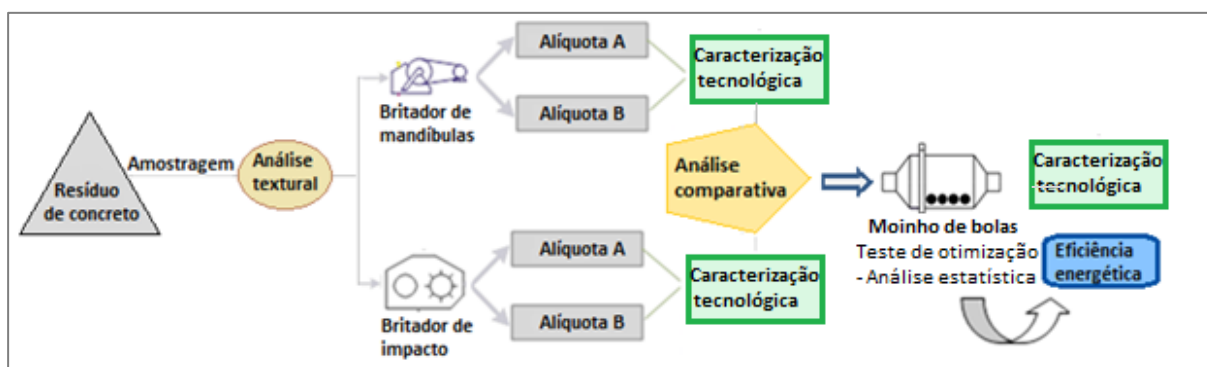 Resíduo
de concreto
Amostragem
Análise
textural
Britador de
mandíbulas
Alíquota A
Alíquota B
Caracterização
tecnológica
Britador de
impacto
Alíquota A
Alíquota B
Caracterização
tecnológica
Análise
comparativa
Moinho de bolas
Teste de otimização
- Análise estatística
Caracterização
tecnológica
Eficiência
energética